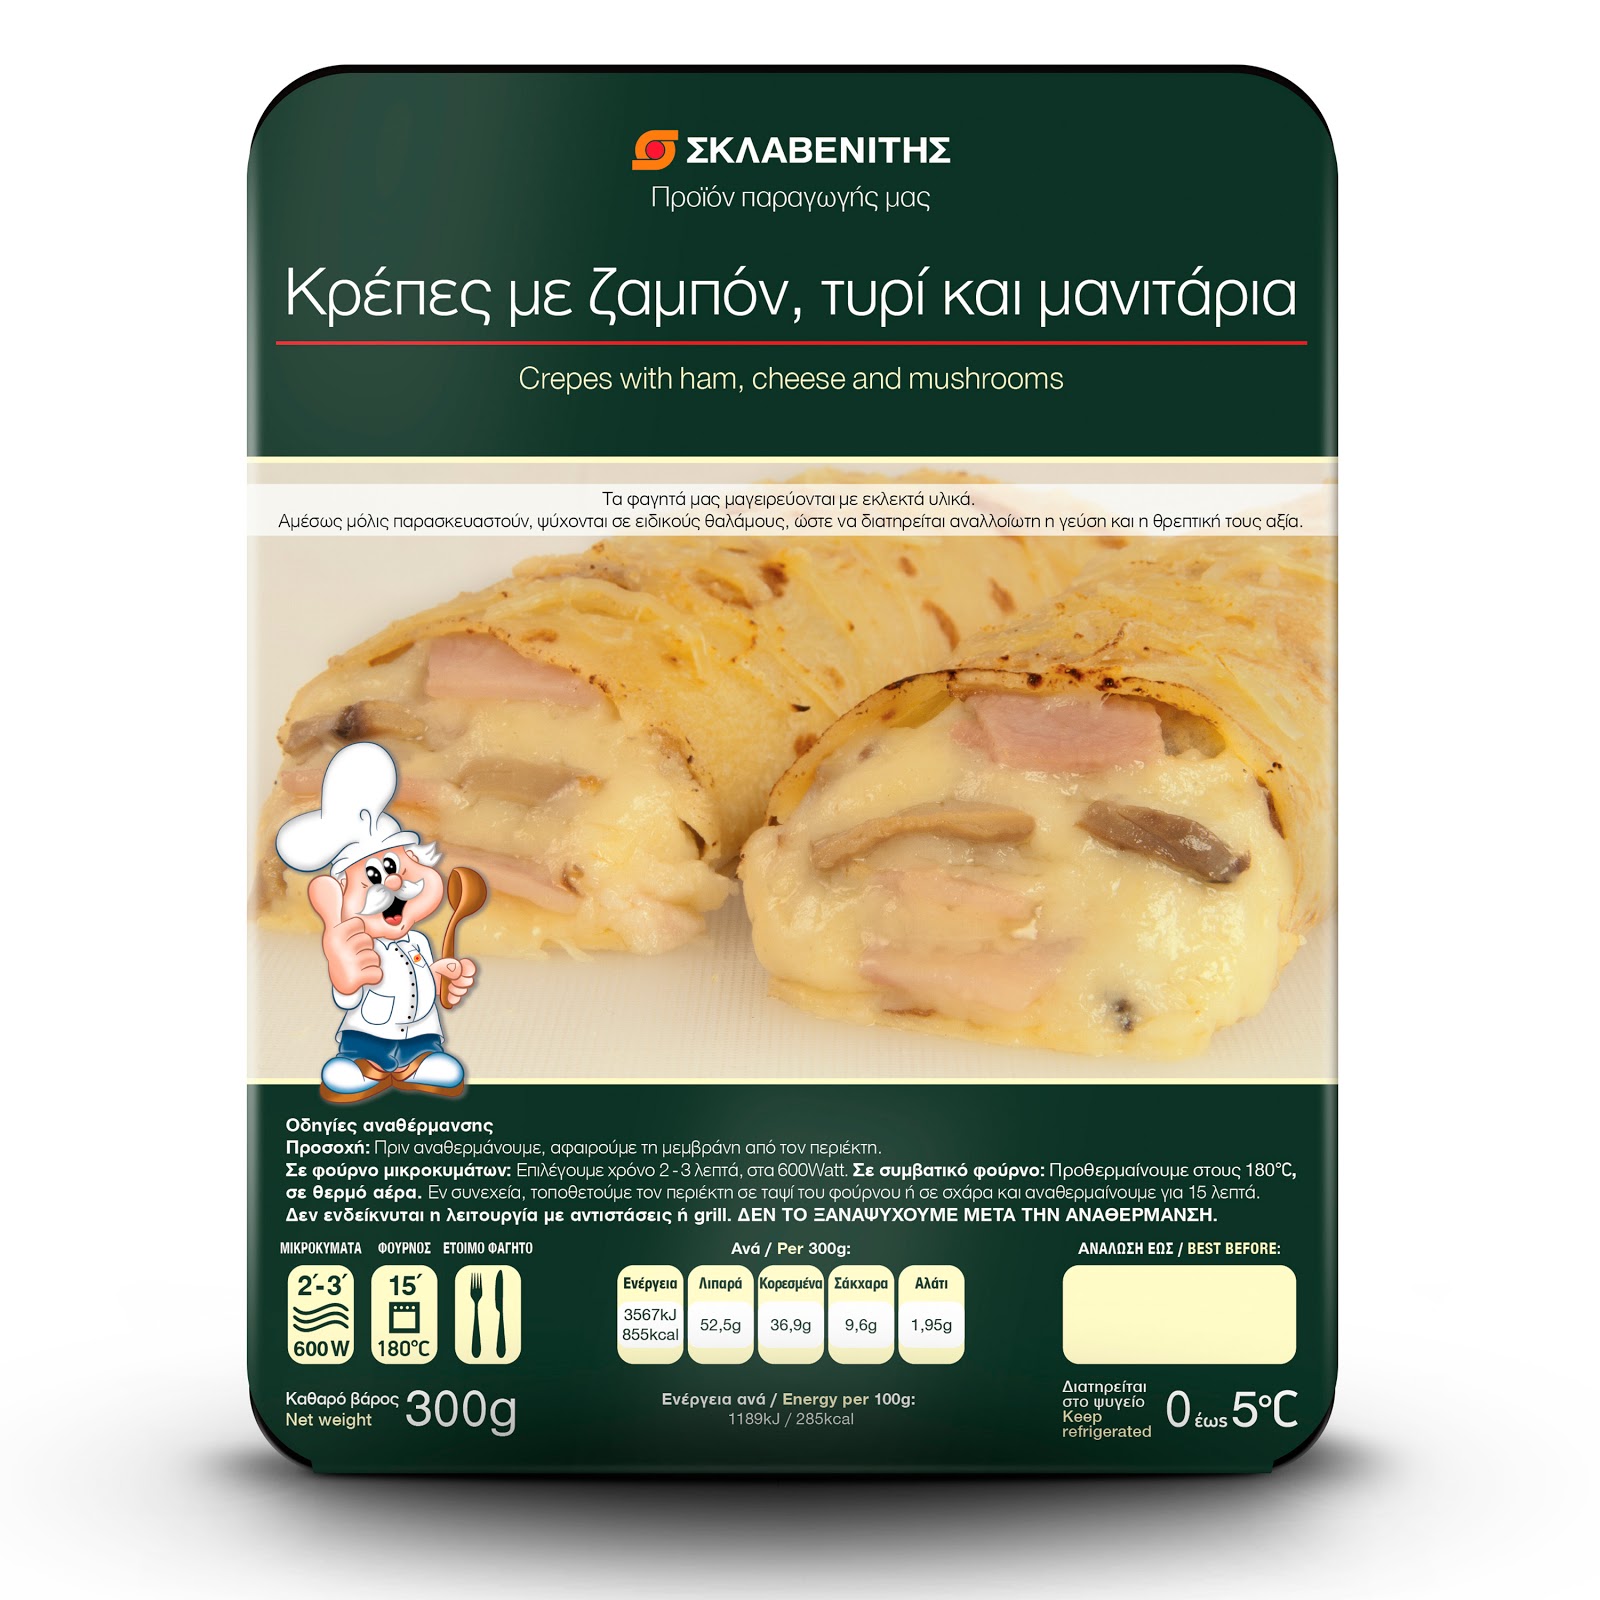 ΣΚΛΑΒΕΝΙΤΗΣ
Προϊόν παραγωγής μας
Κρέπες με ζαμπόν, τυρί και μανιτάρια
Crepes with ham, cheese and mushrooms
Τα φαγητά μας μαγειρεύονται με εκλεκτά υλικά.
Αμέσως μόλις παρασκευαστούν, ψύχονται σε ειδικούς θαλάμους, ώστε να διατηρείται αναλλοίωτη η γεύση και η θρεπτική τους αξία.
Οδηγίες αναθέρμανσης
Προσοχή: Πριν αναθερμάνουμε, αφαιρούμε τη μεμβράνη από τον περιέκτη.
Σε φούρνο μικροκυμάτων: Επιλέγουμε χρόνο 2 - 3 λεπτά, στα 600Watt. Σε συμβατικό φούρνο: Προθερμαίνουμε στους 180°C,
σε θερμό αέρα. Εν συνεχεία, τοποθετούμε τον περιέκτη σε ταψί του φούρνου ή σε σχάρα και αναθερμαίνουμε για 15 λεπτά.
Δεν ενδείκνυται η λειτουργία με αντιστάσεις ή grill. ΔΕΝ ΤΟ ΞΑΝΑΨΥΧΟΥΜΕ ΜΕΤΑ ΤΗΝ ΑΝΑΘΕΡΜΑΝΣΗ.
ΜΙΚΡΟΚΥΜΑΤΑ ΦΟΥΡΝΟΣ ΕΤΟΙΜΟ ΦΑΓΗΤΟ
2´-3´ 15´
600W 180°C
Ανά / Per 300g:
Ενέργεια Λιπαρά Κορεσμένα Σάκχαρα Αλάτι
3567kJ
855kcal 52,5g 36,9g 9,6g 1,95g
ΑΝΑΛΩΣΗ ΕΩΣ / BEST BEFORE:
Καθαρό βάρος
Net weight 300g
Ενέργεια ανά / Energy per 100g:
1189kJ / 285kcal
Διατηρείται
στο ψυγείο
Keep
refrigerated
0 έως 5°C